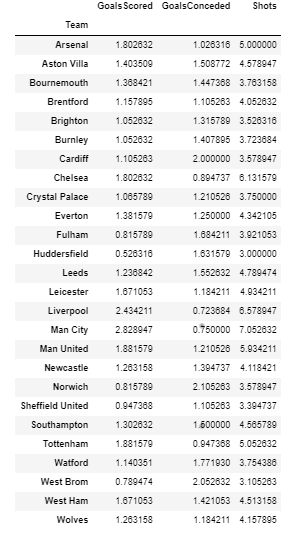 GoalsScored GoalsConceded Shots
Team
Arsenal 1.802632 1.026316 5.000000
Aston Villa 1.403509 1.508772 4.578947
Bournemouth 1.368421 1.447368 3.763158
Brentford 1.157895 1.105263 4.052632
Brighton 1.052632 1.315789 3.526316
Burnley 1.052632 1.407895 3.723684
Cardiff 1.105263 2.000000 3.578947
Chelsea 1.802632 0.894737 6.131579
Crystal Palace 1.065789 1.210526 3.750000
Everton 1.381579 1.250000 4.342105
Fulham 0.815789 1.684211 3.921053
Huddersfield 0.526316 1.631579 3.000000
Leeds 1.236842 1.552632 4.789474
Leicester 1.671053 1.184211 4.934211
Liverpool 2.434211 0.723684 6.578947
Man City 2.828947 0.750000 7.052632
Man United 1.881579 1.210526 5.934211
Newcastle 1.263158 1.394737 4.118421
Norwich 0.815789 2.105263 3.578947
Sheffield United 0.947368 1.105263 3.394737
Southampton 1.302632 1.500000 4.565789
Tottenham 1.881579 0.947368 5.052632
Watford 1.140351 1.771930 3.754386
West Brom 0.789474 2.052632 3.105263
West Ham 1.671053 1.421053 4.513158
Wolves 1.263158 1.184211 4.157895